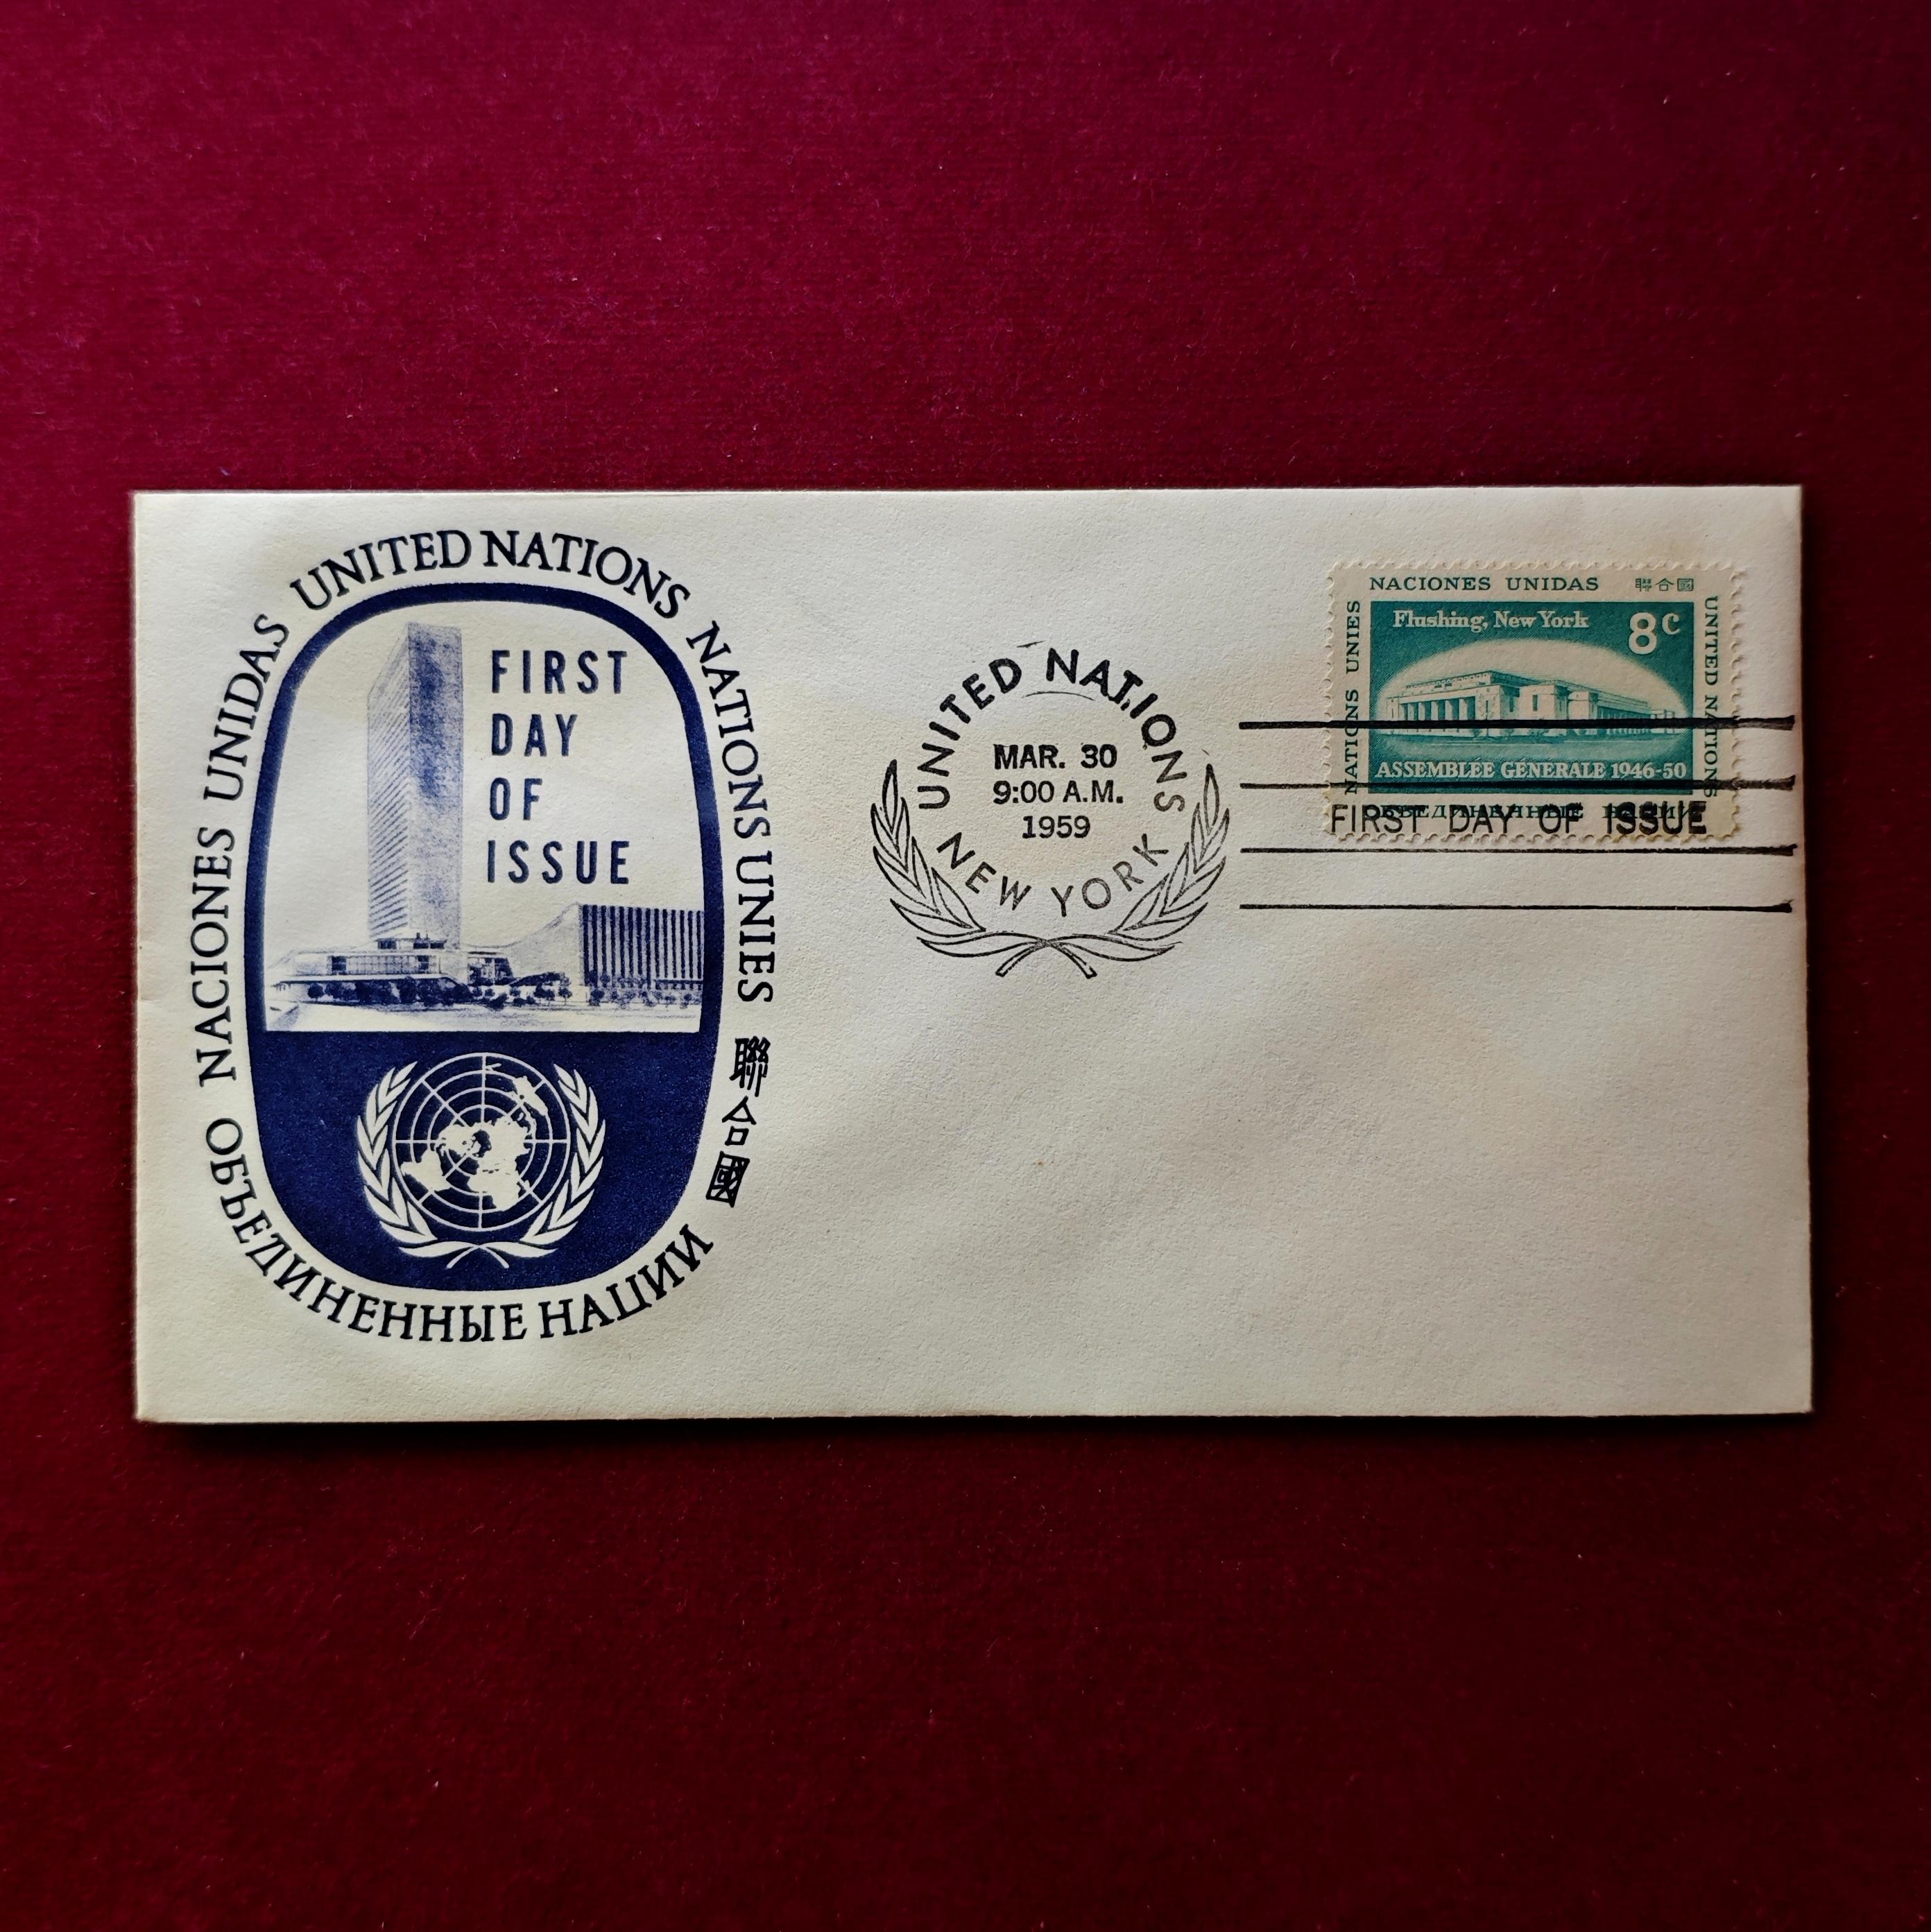 UNITED NATIONS
NATIONS UNIES
聯合國
NACIONES UNIDAS
ОБЪЕДИНЕННЫЕ НАЦИИ
FIRST
DAY
OF
ISSUE
UNITED NATIONS
MAR. 30
9:00 A.M.
1959
NEW YORK
NACIONES UNIDAS 聯合國
NATIONS UNIES
UNITED NATIONS
Flushing, New York
8c
ASSEMBLÉE GÉNÉRALE 1946-50
ОБЪЕДИНЕННЫЕ НАЦИИ
FIRST DAY OF ISSUE